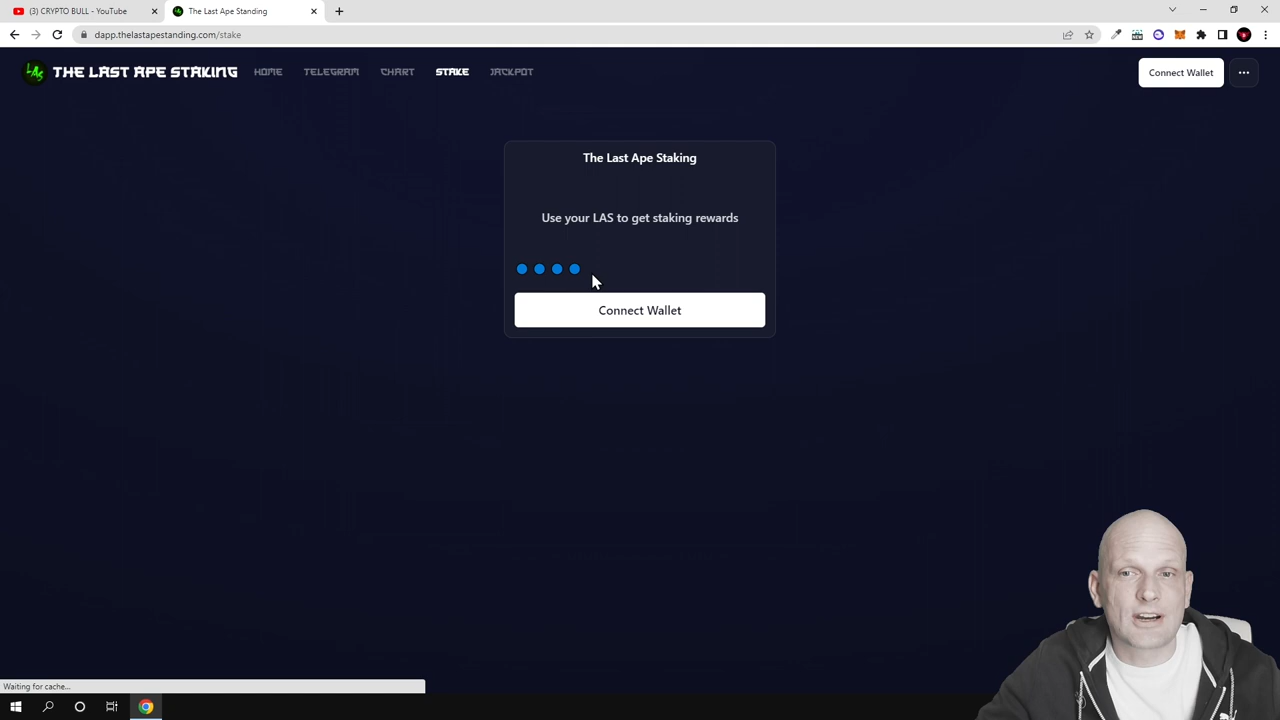 (3) CRYPTO BULL - YouTube
The Last Ape Standing
dapp.thelastapestanding.com/stake
LAS THE LAST APE STAKING HOME TELEGRAM CHART STAKE JACKPOT Connect Wallet ...
The Last Ape Staking
Use your LAS to get staking rewards
Connect Wallet
Waiting for cache...